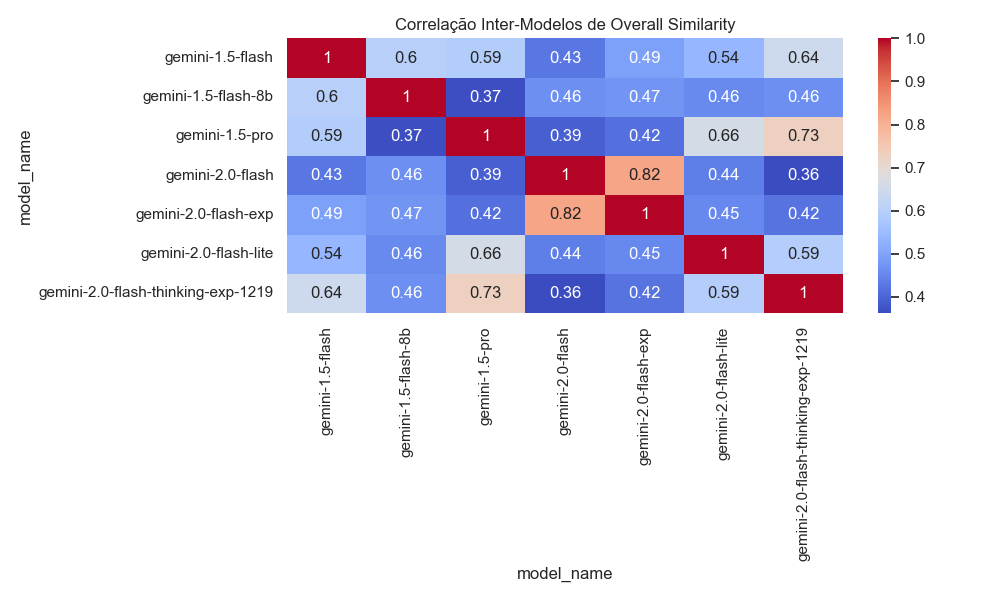 Correlação Inter-Modelos de Overall Similarity
gemini-1.5-flash 1 0.6 0.59 0.43 0.49 0.54 0.64
gemini-1.5-flash-8b 0.6 1 0.37 0.46 0.47 0.46 0.46
gemini-1.5-pro 0.59 0.37 1 0.39 0.42 0.66 0.73
gemini-2.0-flash 0.43 0.46 0.39 1 0.82 0.44 0.36
gemini-2.0-flash-exp 0.49 0.47 0.42 0.82 1 0.45 0.42
gemini-2.0-flash-lite 0.54 0.46 0.66 0.44 0.45 1 0.59
gemini-2.0-flash-thinking-exp-1219 0.64 0.46 0.73 0.36 0.42 0.59 1
model_name
gemini-1.5-flash
gemini-1.5-flash-8b
gemini-1.5-pro
gemini-2.0-flash
gemini-2.0-flash-exp
gemini-2.0-flash-lite
gemini-2.0-flash-thinking-exp-1219
model_name
1.0
0.9
0.8
0.7
0.6
0.5
0.4